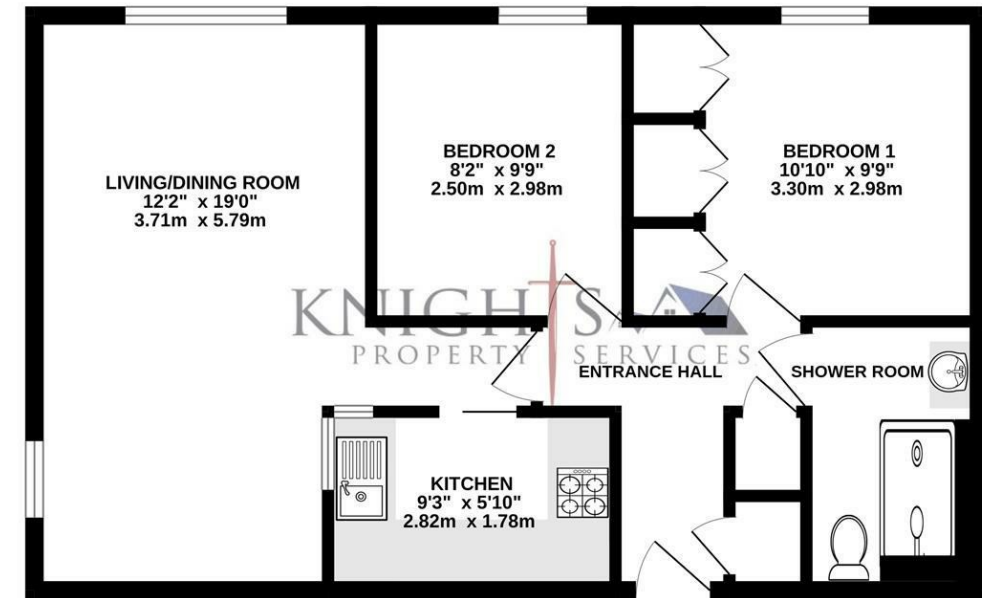 LIVING/DINING ROOM
12'2" x 19'0"
3.71m x 5.79m
BEDROOM 2
8'2" x 9'9"
2.50m x 2.98m
BEDROOM 1
10'10" x 9'9"
3.30m x 2.98m
KNIGHTS
PROPERTY SERVICES
ENTRANCE HALL
SHOWER ROOM
KITCHEN
9'3" x 5'10"
2.82m x 1.78m